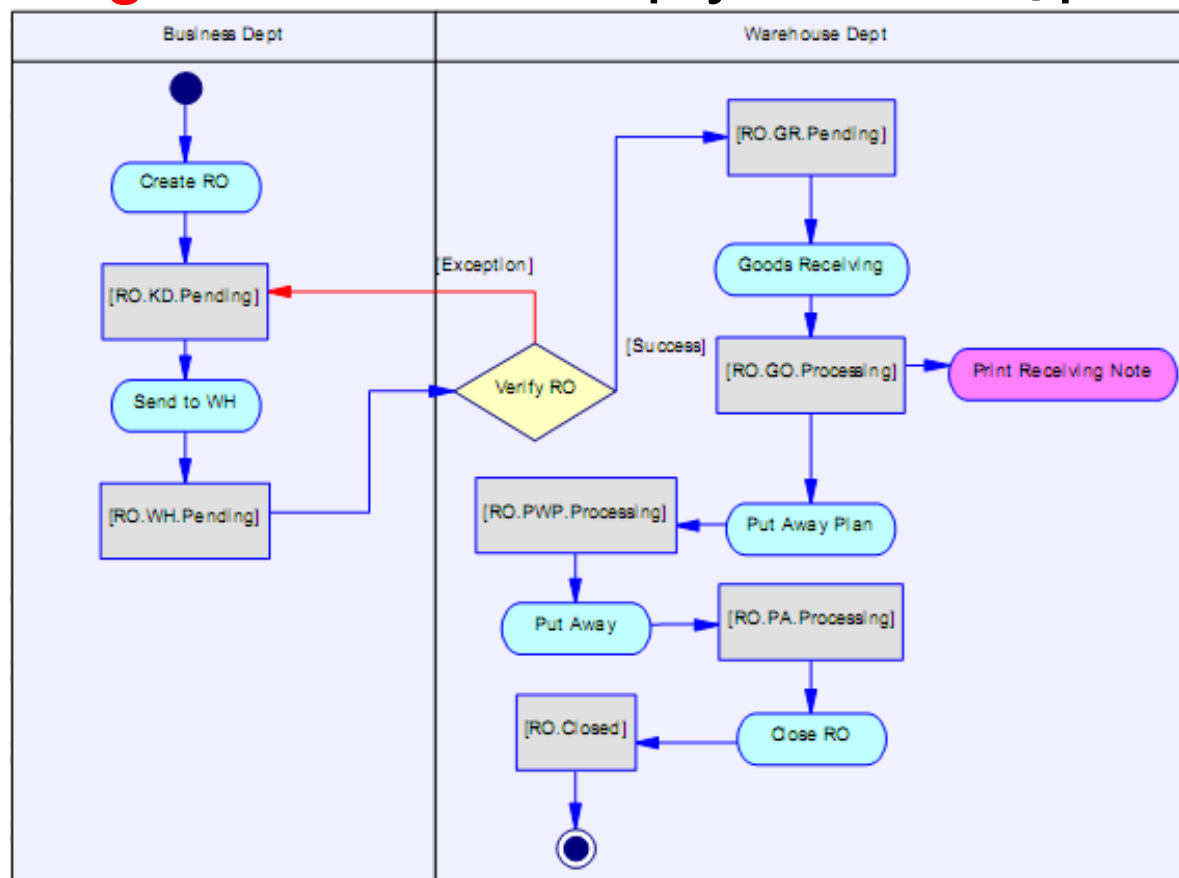 Business Dept
Warehouse Dept
Create RO
[RO.KD.Pending]
Send to WH
[RO.WH.Pending]
[Exception]
Verify RO
[Success]
[RO.GR.Pending]
Goods Receiving
[RO.GO.Processing]
Print Receiving Note
Put Away Plan
[RO.PWP.Processing]
Put Away
[RO.PA.Processing]
Close RO
[RO.Closed]